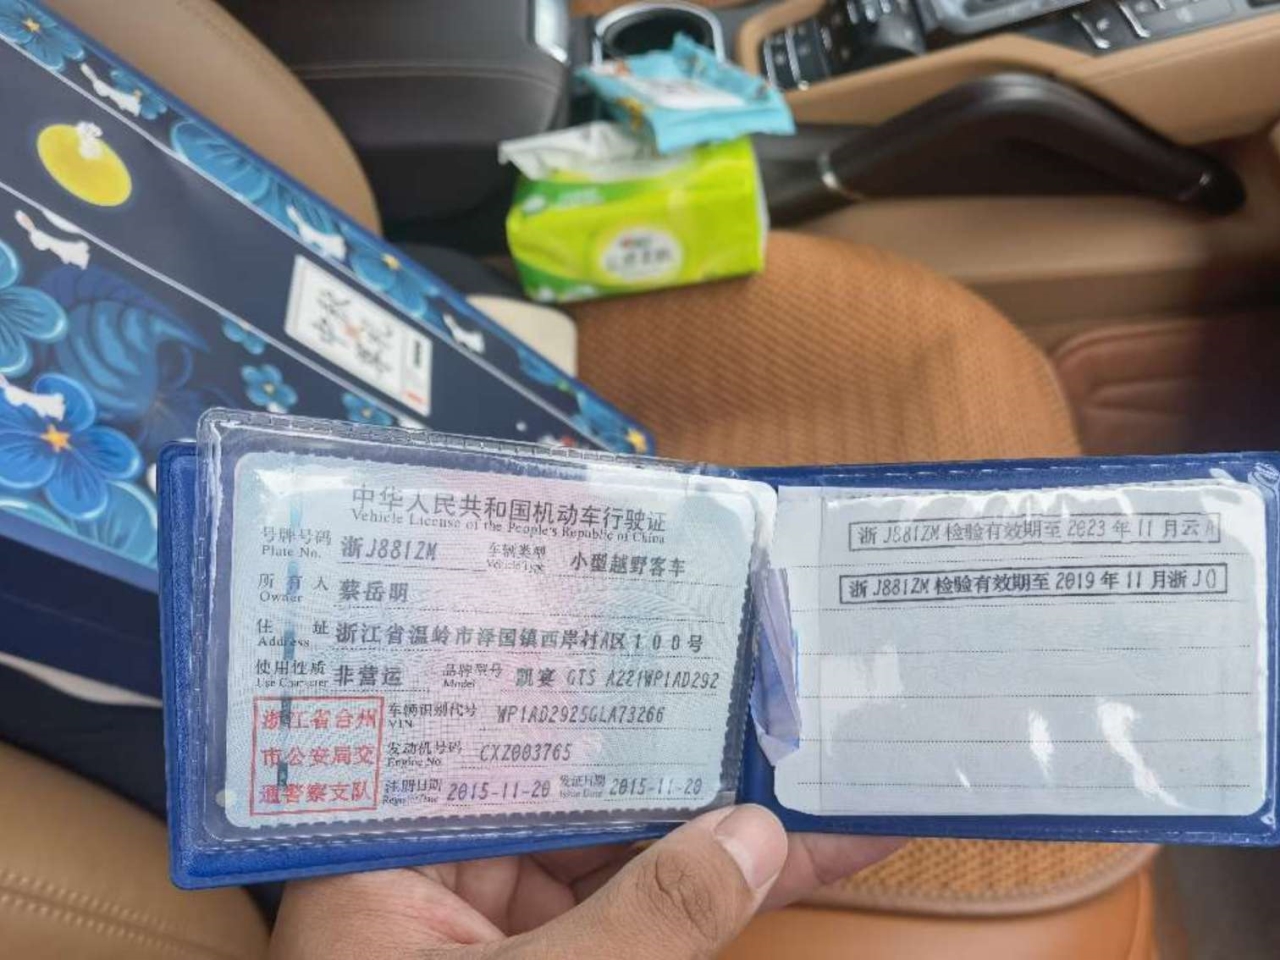 中华人民共和国机动车行驶证
Vehicle License of the People's Republic of China
号牌号码 浙J881ZM 车辆类型 小型越野客车
Plate No. Vehicle Type
所有人 蔡岳明
Owner
住址 浙江省温岭市泽国镇西岸村A区100号
Address
使用性质 非营运 品牌型号 凯宴 GTS A221WP1AD292
Use Character Model
浙江省台州
市公安局交
通警察支队
车辆识别代号 WP1AD2925GLA73266
VIN
发动机号码 CXZ003765
Engine No.
注册日期 2015-11-20 发证日期 2015-11-20
Register Date Issue Date
浙J881ZM检验有效期至2023年11月云A
浙J881ZM检验有效期至2019年11月浙J()